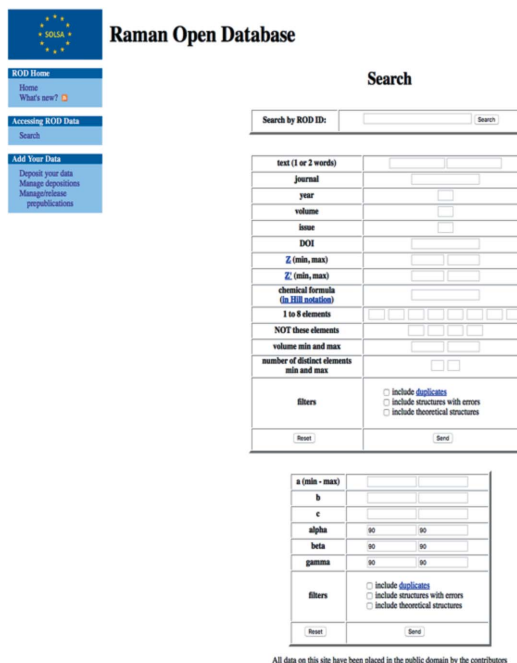 SOLSA
Raman Open Database
ROD Home
Home
What's new?
Accessing ROD Data
Search
Add Your Data
Deposit your data
Manage depositions
Manage/release
prepublications
Search
Search by ROD ID: Search
text (1 or 2 words)
journal
year
volume
issue
DOI
Z (min, max)
Z' (min, max)
chemical formula
(in Hill notation)
1 to 8 elements
NOT these elements
volume min and max
number of distinct elements
min and max
filters
include duplicates
include structures with errors
include theoretical structures
Reset Send
a (min - max)
b
c
alpha 90 90
beta 90 90
gamma 90 90
filters
include duplicates
include structures with errors
include theoretical structures
Reset Send
All data on this site have been placed in the public domain by the contributors